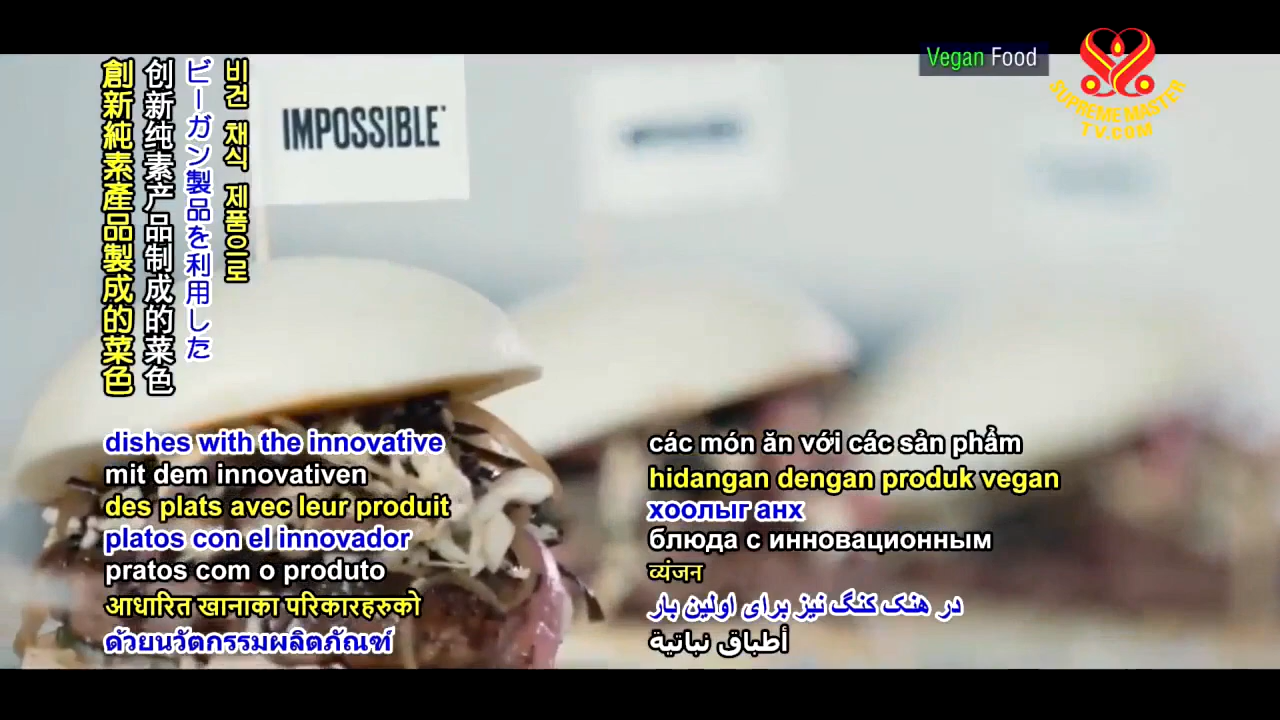 Vegan Food
SUPREME MASTER
TV.COM
IMPOSSIBLE
비건 채식 제품으로
ビーガン製品を利用した
创新纯素产品制成的菜色
創新純素產品製成的菜色
dishes with the innovative
mit dem innovativen
des plats avec leur produit
platos con el innovador
pratos com o produto
आधारित खानाका परिकारहरुको
ด้วยนวัตกรรมผลิตภัณฑ์
các món ăn với các sản phẩm
hidangan dengan produk vegan
хоолыг анх
блюда с инновационным
व्यंजन
در هنک کنگ نیز برای اولین بار
أطباق نباتية